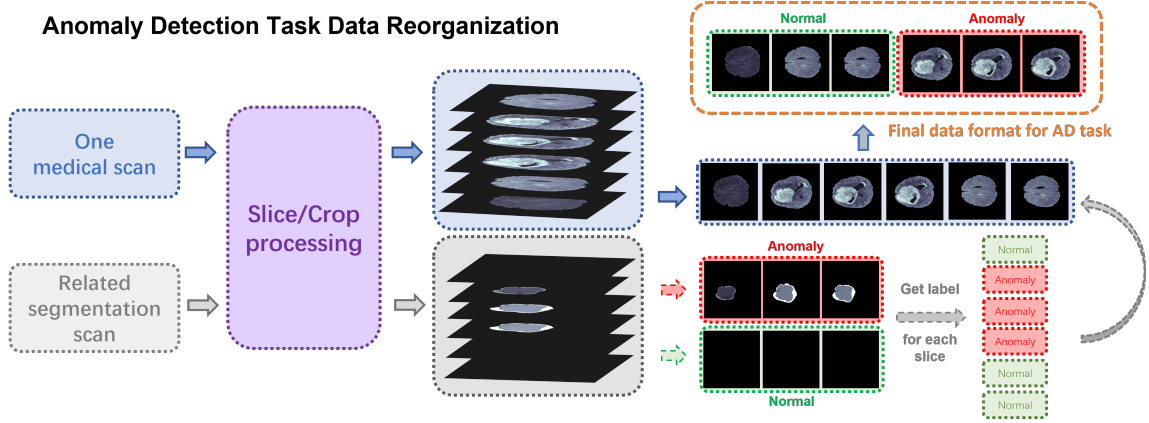 Anomaly Detection Task Data Reorganization
Normal
Anomaly
Final data format for AD task
One
medical scan
Slice/Crop
processing
Related
segmentation
scan
Anomaly
Normal
Get label
for each
slice
Normal
Anomaly
Anomaly
Anomaly
Normal
Normal